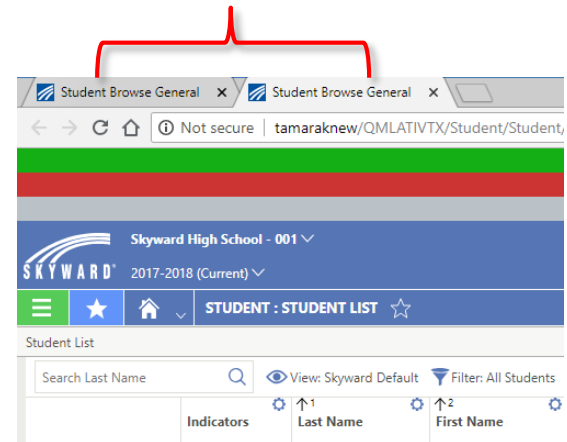 Student Browse General × Student Browse General ×
Not secure | tamaraknew/QMLATIVTX/Student/Student/
Skyward High School - 001
SKYWARD®
2017-2018 (Current)
STUDENT : STUDENT LIST
Student List
Search Last Name View: Skyward Default Filter: All Students
1 2
Indicators Last Name First Name